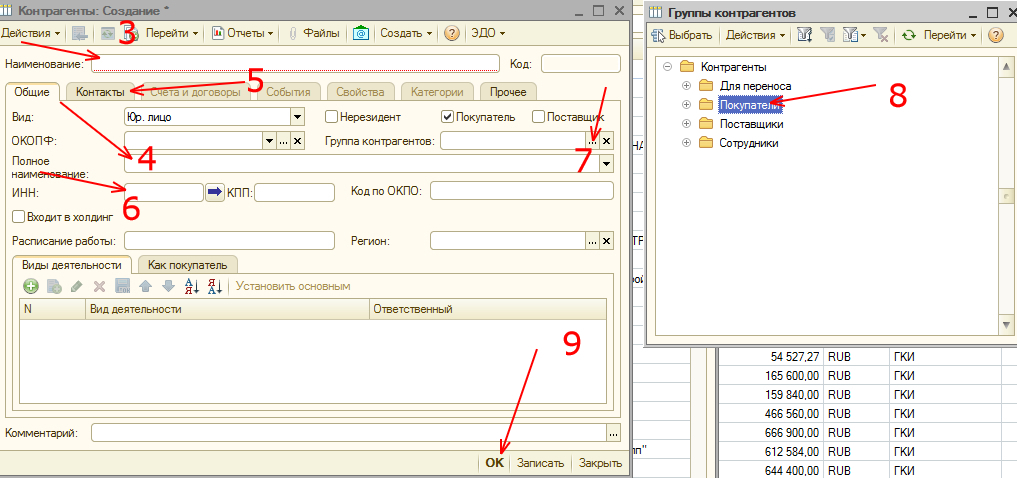 Контрагенты: Создание *
Действия 3 Перейти Отчеты Файлы Создать ? ЭДО
Наименование: Код:
Общие Контакты 5 Счета и договоры События Свойства Категории Прочее
Вид: Юр. лицо Нерезидент Покупатель Поставщик
ОКОПФ: ... × Группа контрагентов: ... ×
4 7
Полное
наименование:
ИНН: КПП: Код по ОКПО:
6
Входит в холдинг
Расписание работы: Регион: ... ×
Виды деятельности Как покупатель
Установить основным
N Вид деятельности Ответственный
9
Комментарий: ...
OK Записать Закрыть
Группы контрагентов
Выбрать Действия Перейти ?
Контрагенты
Для переноса
Покупатели 8
Поставщики
Сотрудники
54 527,27 RUB ГКИ
165 600,00 RUB ГКИ
159 840,00 RUB ГКИ
466 560,00 RUB ГКИ
666 900,00 RUB ГКИ
612 584,00 RUB ГКИ
644 400,00 RUB ГКИ